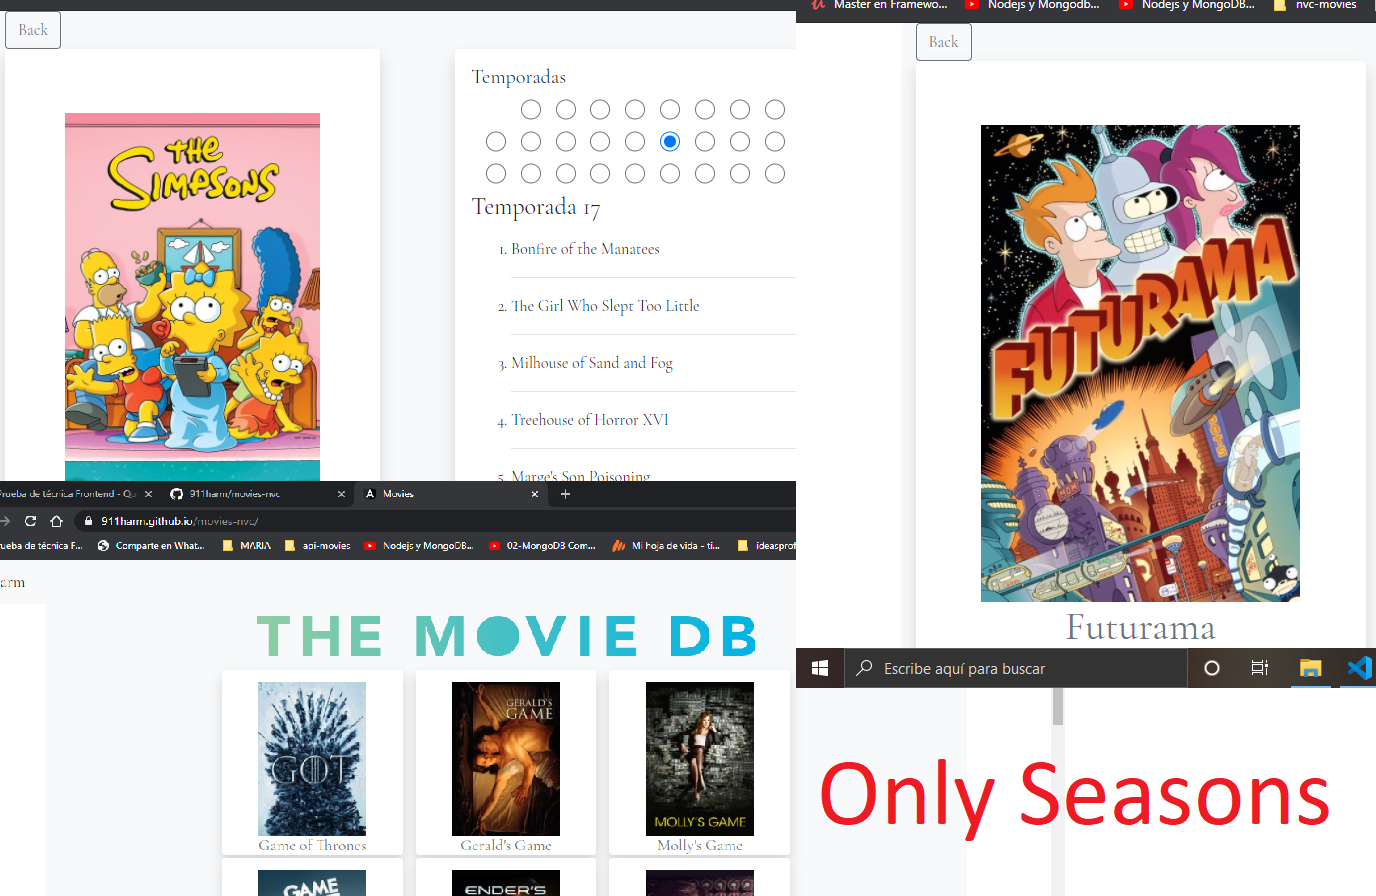 Back
THE
SIMPSONS
Temporadas
Temporada 17
1. Bonfire of the Manatees
2. The Girl Who Slept Too Little
3. Milhouse of Sand and Fog
4. Treehouse of Horror XVI
5. Marge's Son Poisoning
Master en Framewo...
Nodejs y Mongodb...
Nodejs y MongoDB...
nvc-movies
Back
FUTURAMA
Futurama
Escribe aquí para buscar
Prueba de técnica Frontend - Qu
911harm/movies-nvc
Movies
911harm.github.io/movies-nvc/
rueba de técnica F...
Comparte en What...
MARIA
api-movies
Nodejs y MongoDB...
02-MongoDB Com...
Mi hoja de vida - ti...
ideasprof
arm
THE MOVIE DB
GOT
Game of Thrones
GERALD'S
GAME
Gerald's Game
MOLLY'S GAME
Molly's Game
GAME
ENDER'S
Only Seasons